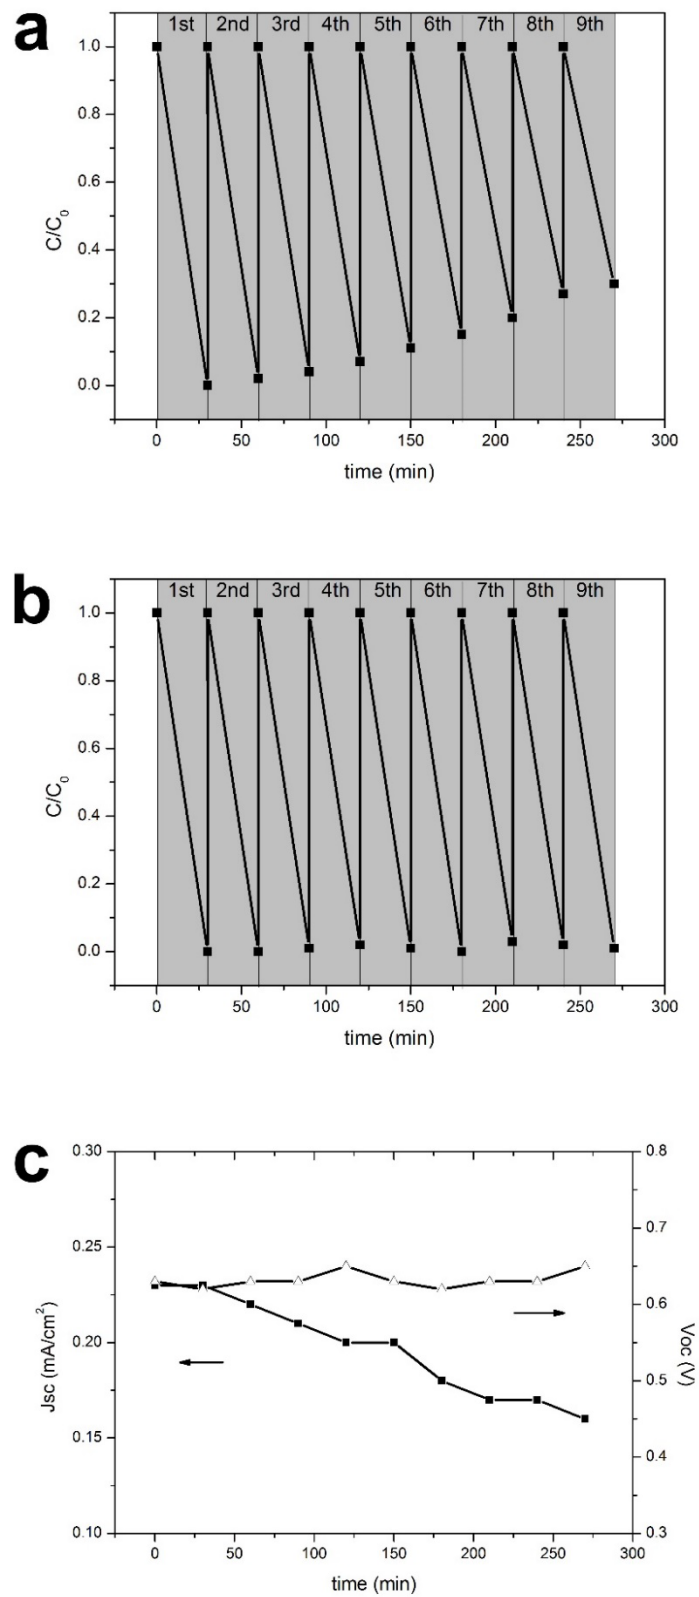 a
1st 2nd 3rd 4th 5th 6th 7th 8th 9th
1.0
0.8
0.6
0.4
0.2
0.0
C/C₀
0 50 100 150 200 250 300
time (min)
b
1st 2nd 3rd 4th 5th 6th 7th 8th 9th
1.0
0.8
0.6
0.4
0.2
0.0
C/C₀
0 50 100 150 200 250 300
time (min)
c
0.30
0.25
0.20
0.15
0.10
Jsc (mA/cm²)
0.8
0.7
0.6
0.5
0.4
0.3
Voc (V)
0 50 100 150 200 250 300
time (min)